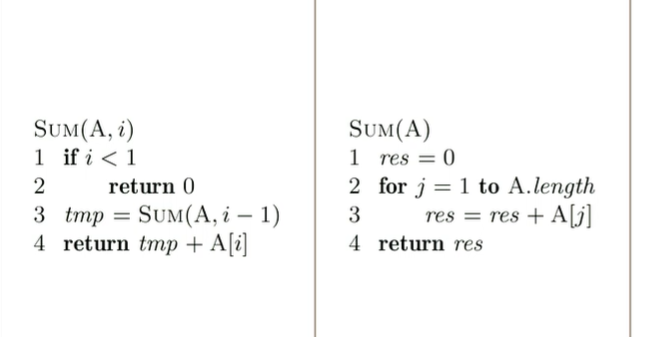 SUM(A, i)
1 if i < 1
2 return 0
3 tmp = SUM(A, i − 1)
4 return tmp + A[i]
SUM(A)
1 res = 0
2 for j = 1 to A.length
3 res = res + A[j]
4 return res